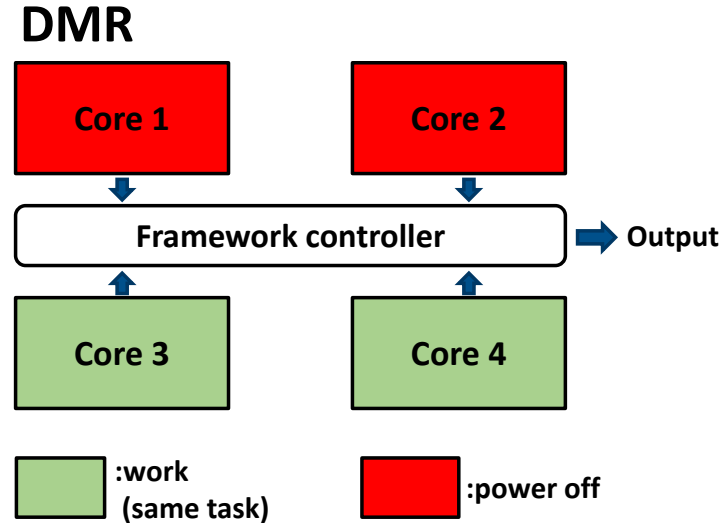 DMR
Core 1
Core 2
Framework controller
Output
Core 3
Core 4
:work
(same task)
:power off